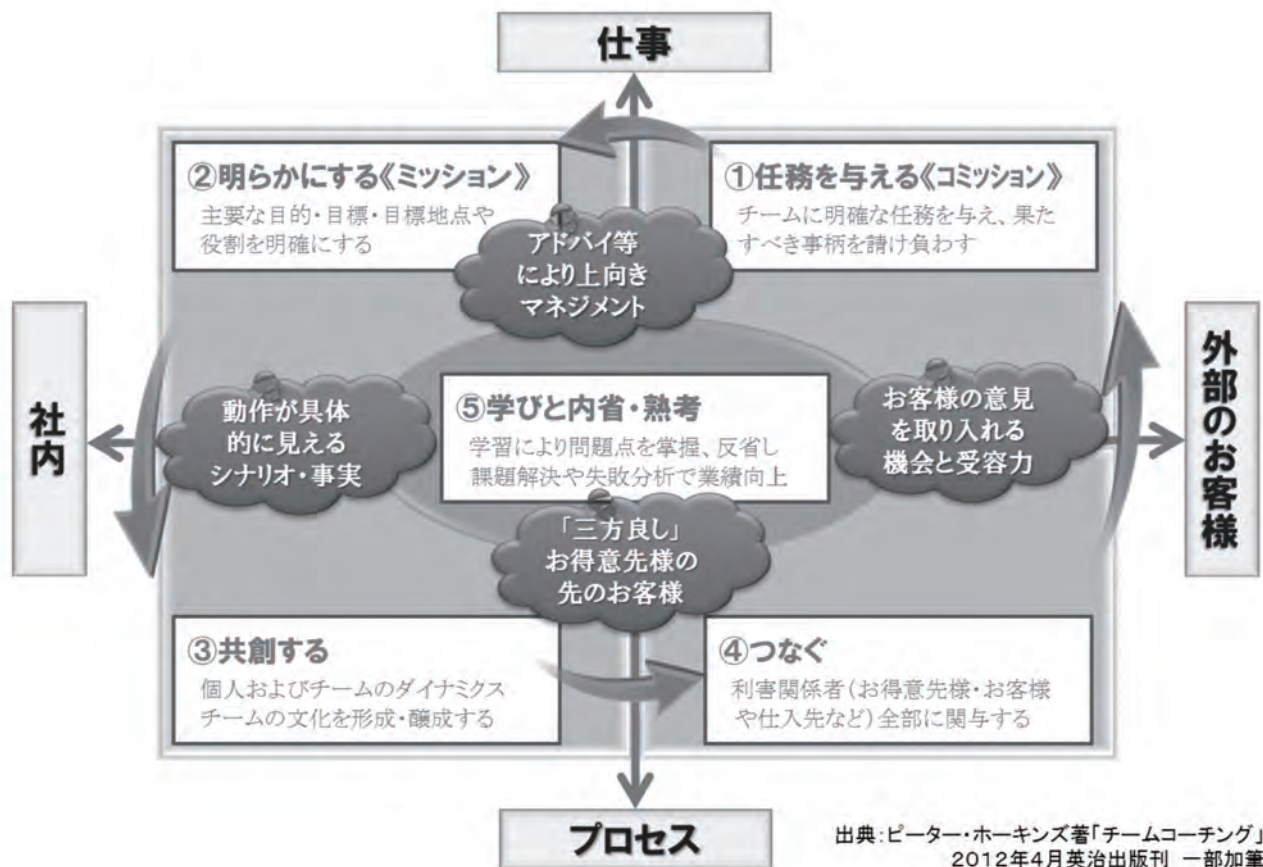 仕事
②明らかにする《ミッション》
主要な目的・目標・目標地点や
役割を明確にする
①任務を与える《コミッション》
チームに明確な任務を与え、果た
すべき事柄を請け負わす
アドバイ等
により上向き
マネジメント
社内
動作が具体
的に見える
シナリオ・事実
⑤学びと内省・熟考
学習により問題点を掌握、反省し
課題解決や失敗分析で業績向上
お客様の意見
を取り入れる
機会と受容力
外部のお客様
「三方良し」
お得意先様の
先のお客様
③共創する
個人およびチームのダイナミクス
チームの文化を形成・醸成する
④つなぐ
利害関係者(お得意先様・お客様
や仕入先など)全部に関与する
プロセス
出典:ピーター・ホーキンズ著「チームコーチング」
2012年4月英治出版刊 一部加筆